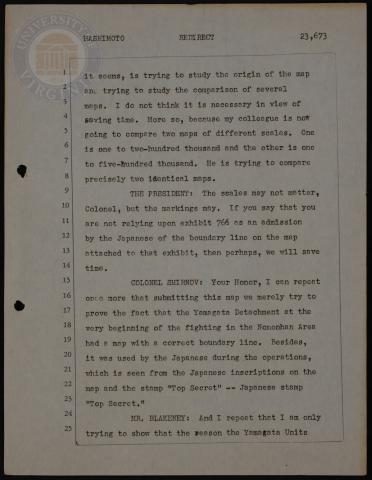 UNIVERSITY
VIRGINIA
HASHIMOTO REDIRECT 23,673
1 it seems, is trying to study the origin of the map
2 and trying to study the comparison of several
3 maps. I do not think it is necessary in view of
4 saving time. More so, because my colleague is now
5 going to compare two maps of different scales. One
6 is one to two-hundred thousand and the other is one
7 to five-hundred thousand. He is trying to compare
8 precisely two identical maps.
9 THE PRESIDENT: The scales may not matter,
10 Colonel, but the markings may. If you say that you
11 are not relying upon exhibit 766 as an admission
12 by the Japanese of the boundary line on the map
13 attached to that exhibit, then perhaps, we will save
14 time.
15 COLONEL SMIRNOV: Your Honor, I can repeat
16 once more that submitting this map we merely try to
17 prove the fact that the Yamagata Detachment at the
18 very beginning of the fighting in the Nomonhan Area
19 had a map with a correct boundary line. Besides,
20 it was used by the Japanese during the operations,
21 which is seen from the Japanese inscriptions on the
22 map and the stamp "Top Secret" -- Japanese stamp
23 "Top Secret."
24 MR. BLAKENEY: And I repeat that I am only
25 trying to show that the reason the Yamagata Units